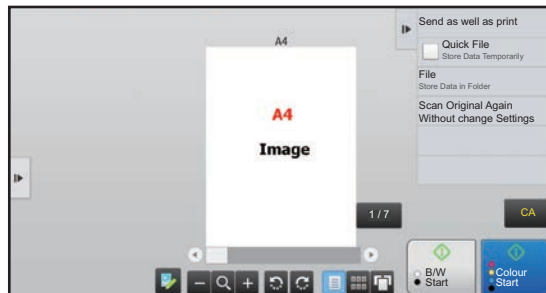 A4
A4
Image
1 / 7
Send as well as print
Quick File
Store Data Temporarily
File
Store Data in Folder
Scan Original Again
Without change Settings
CA
B/W
Start
Colour
Start